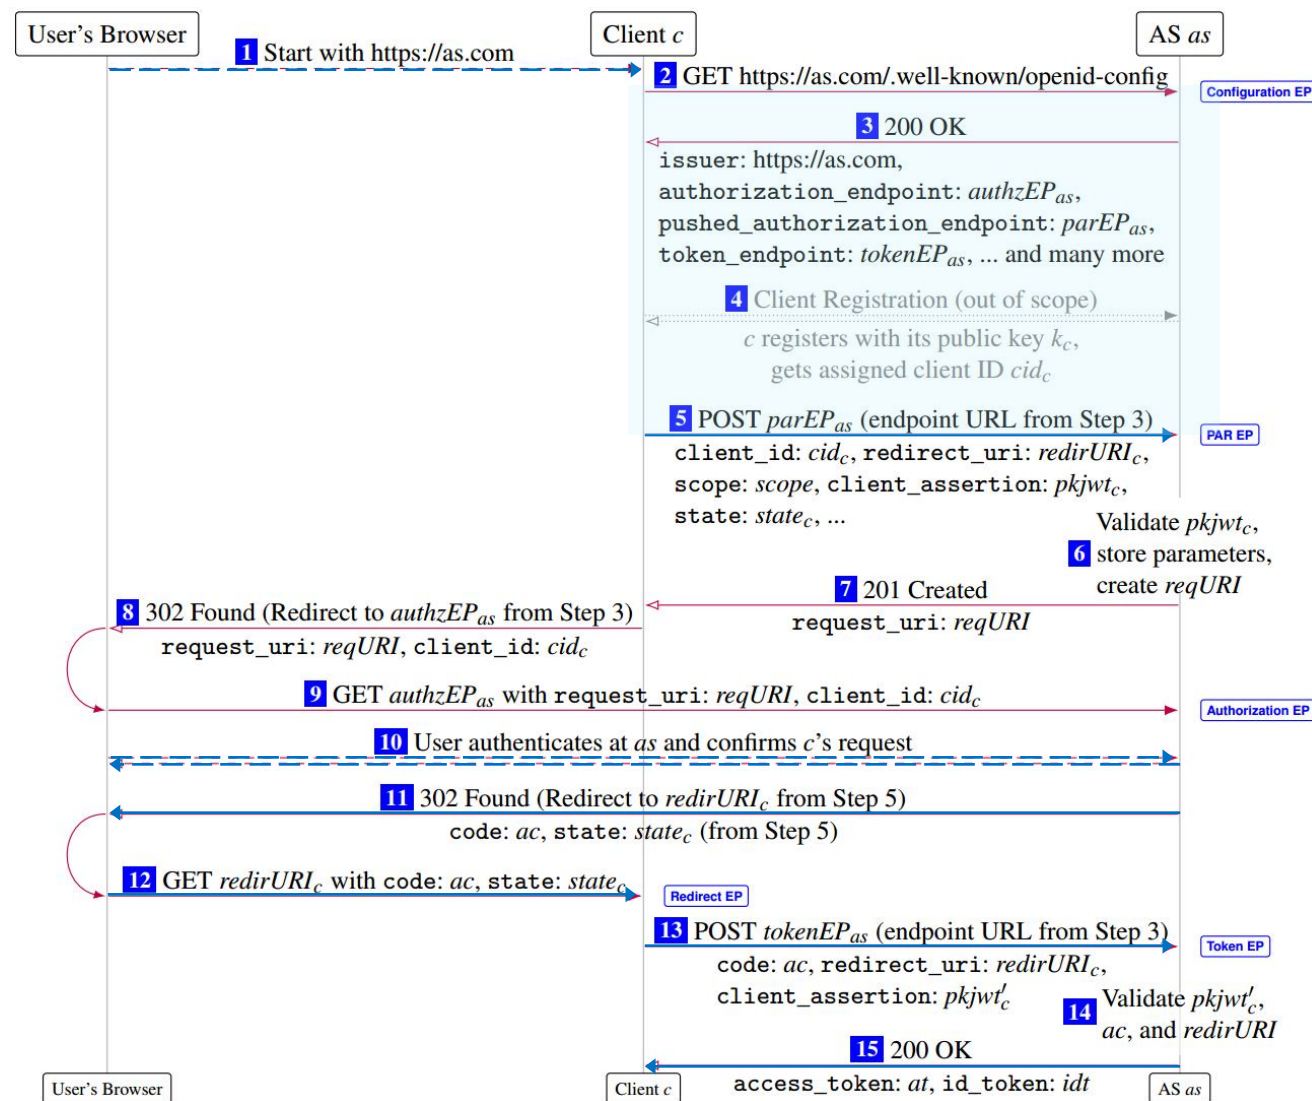 User's Browser
Client c
AS as
1 Start with https://as.com
2 GET https://as.com/.well-known/openid-config
Configuration EP
3 200 OK
issuer: https://as.com,
authorization_endpoint: authzEPas,
pushed_authorization_endpoint: parEPas,
token_endpoint: tokenEPas, ... and many more
4 Client Registration (out of scope)
c registers with its public key kc,
gets assigned client ID cidc
5 POST parEPas (endpoint URL from Step 3)
PAR EP
client_id: cidc, redirect_uri: redirURIc,
scope: scope, client_assertion: pkjwtc,
state: statec, ...
6 Validate pkjwtc,
store parameters,
create reqURI
7 201 Created
request_uri: reqURI
8 302 Found (Redirect to authzEPas from Step 3)
request_uri: reqURI, client_id: cidc
9 GET authzEPas with request_uri: reqURI, client_id: cidc
Authorization EP
10 User authenticates at as and confirms c's request
11 302 Found (Redirect to redirURIc from Step 5)
code: ac, state: statec (from Step 5)
12 GET redirURIc with code: ac, state: statec
Redirect EP
13 POST tokenEPas (endpoint URL from Step 3)
Token EP
code: ac, redirect_uri: redirURIc,
client_assertion: pkjwt′c
14 Validate pkjwt′c,
ac, and redirURI
15 200 OK
access_token: at, id_token: idt
User's Browser
Client c
AS as